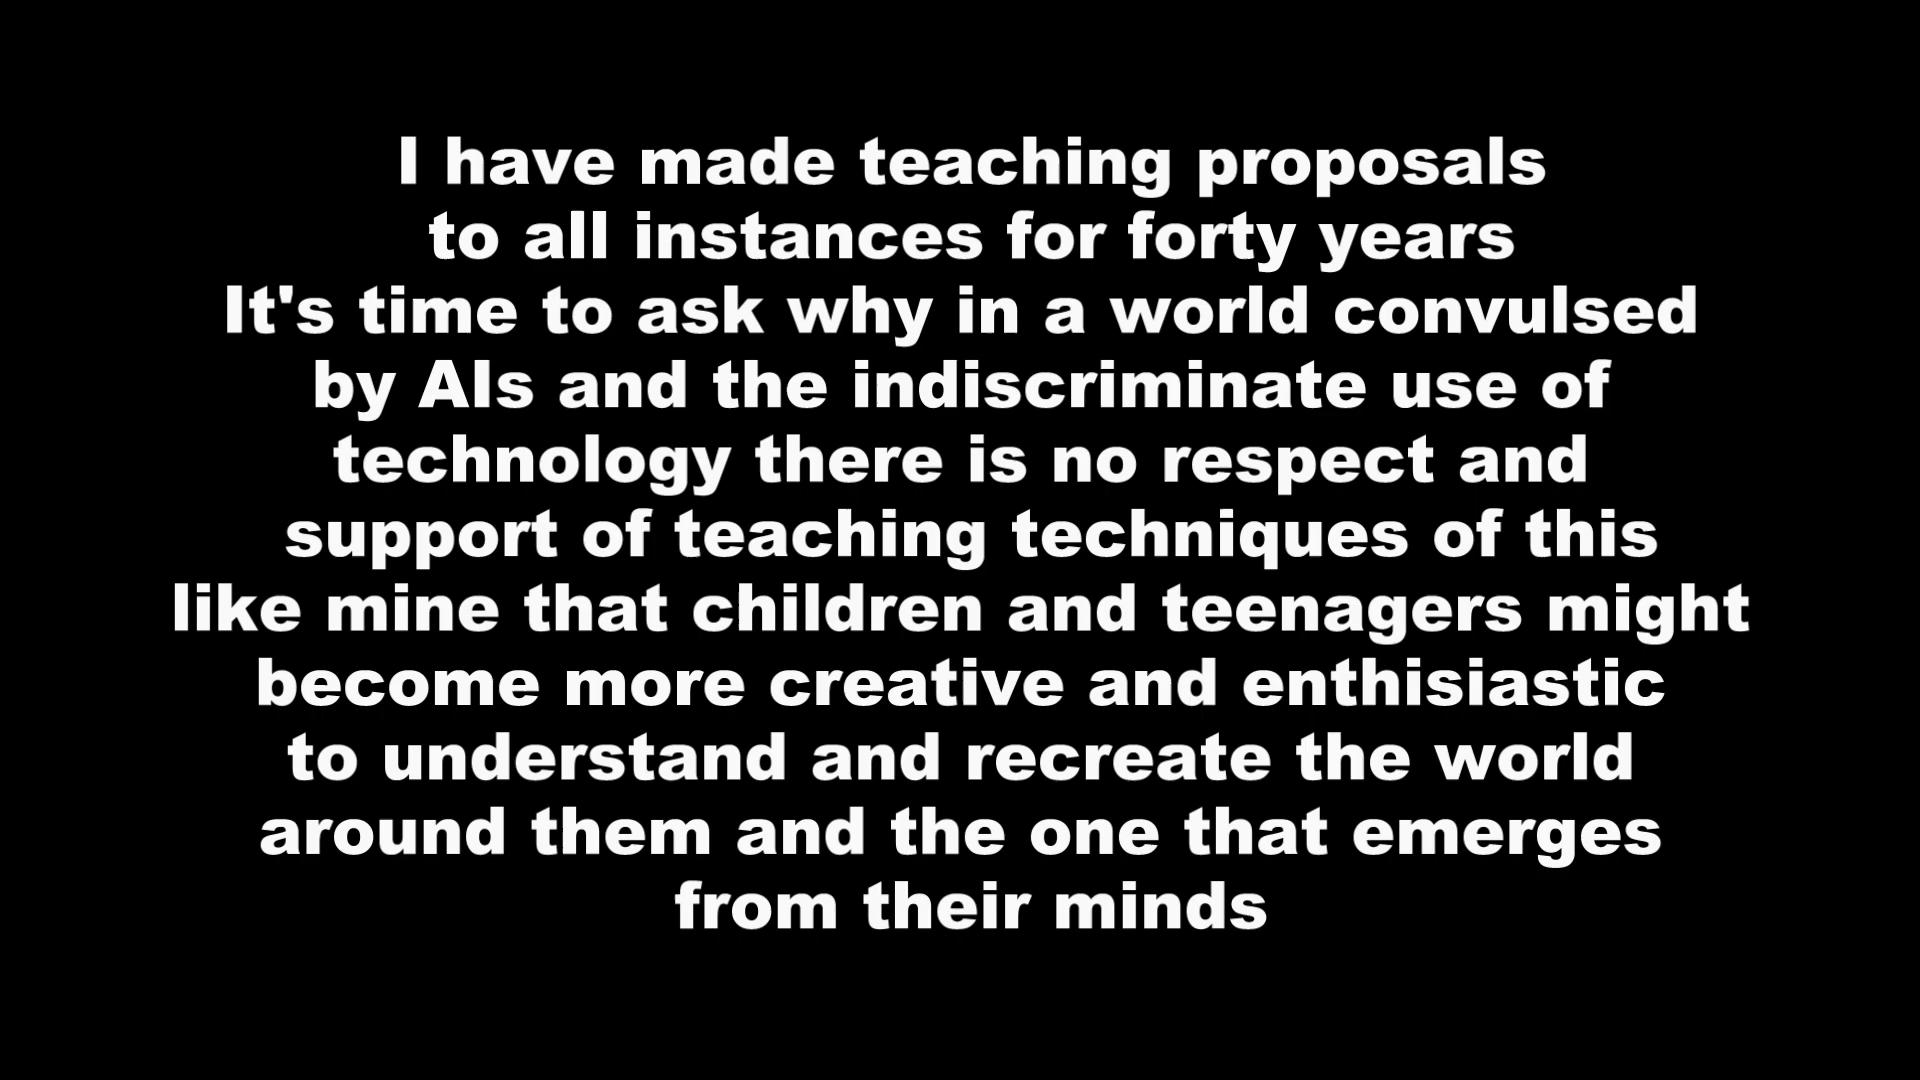 I have made teaching proposals
to all instances for forty years
It's time to ask why in a world convulsed
by AIs and the indiscriminate use of
technology there is no respect and
support of teaching techniques of this
like mine that children and teenagers might
become more creative and enthisiastic
to understand and recreate the world
around them and the one that emerges
from their minds